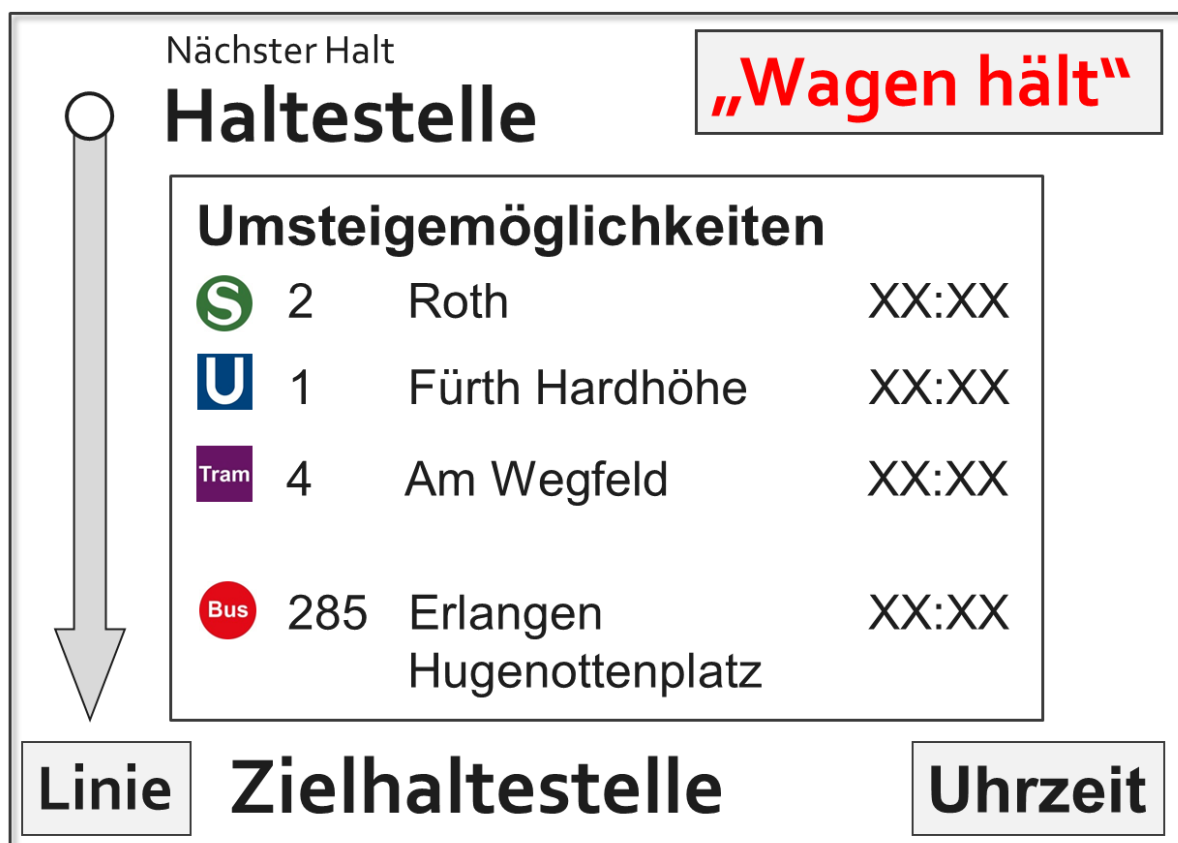 Nächster Halt
Haltestelle
„Wagen hält“
Umsteigemöglichkeiten
S 2 Roth XX:XX
U 1 Fürth Hardhöhe XX:XX
Tram 4 Am Wegfeld XX:XX
Bus 285 Erlangen XX:XX
Hugenottenplatz
Linie Zielhaltestelle Uhrzeit